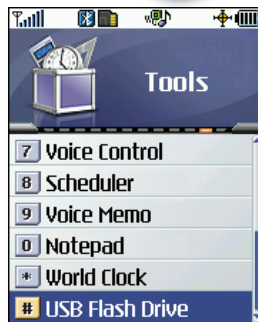 Tools
7 Voice Control
8 Scheduler
9 Voice Memo
0 Notepad
* World Clock
# USB Flash Drive